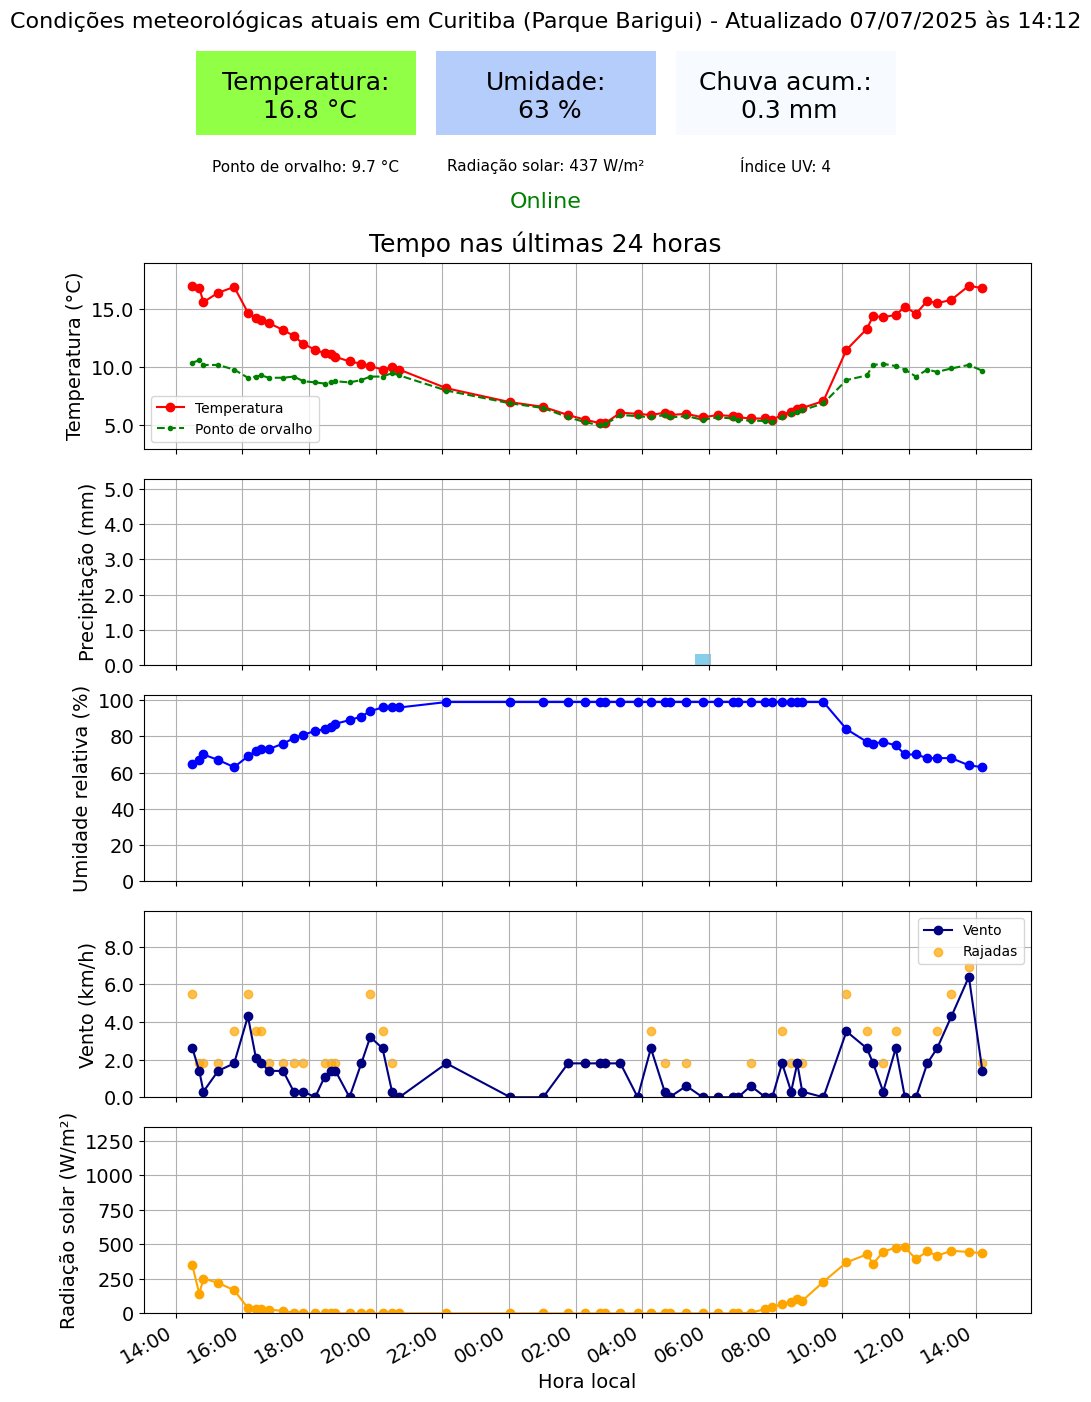 Condições meteorológicas atuais em Curitiba (Parque Barigui) - Atualizado 07/07/2025 às 14:12
Temperatura:
16.8 °C
Umidade:
63 %
Chuva acum.:
0.3 mm
Ponto de orvalho: 9.7 °C
Radiação solar: 437 W/m²
Índice UV: 4
Online
Tempo nas últimas 24 horas
Temperatura (°C)
15.0
10.0
5.0
Temperatura
Ponto de orvalho
Precipitação (mm)
5.0
4.0
3.0
2.0
1.0
0.0
Umidade relativa (%)
100
80
60
40
20
0
Vento (km/h)
8.0
6.0
4.0
2.0
0.0
Vento
Rajadas
Radiação solar (W/m²)
1250
1000
750
500
250
0
14:00
16:00
18:00
20:00
22:00
00:00
02:00
04:00
06:00
08:00
10:00
12:00
14:00
Hora local